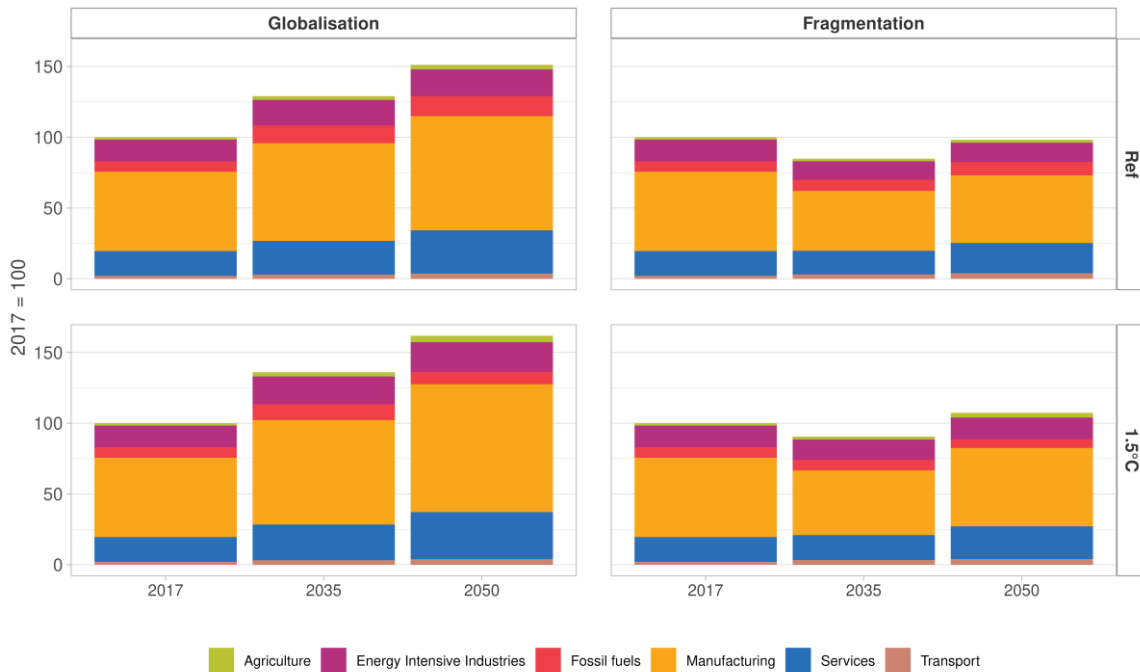 Globalisation
Fragmentation
2017 = 100
150
100
50
0
Ref
150
100
50
0
1.5°C
2017
2035
2050
2017
2035
2050
Agriculture
Energy Intensive Industries
Fossil fuels
Manufacturing
Services
Transport